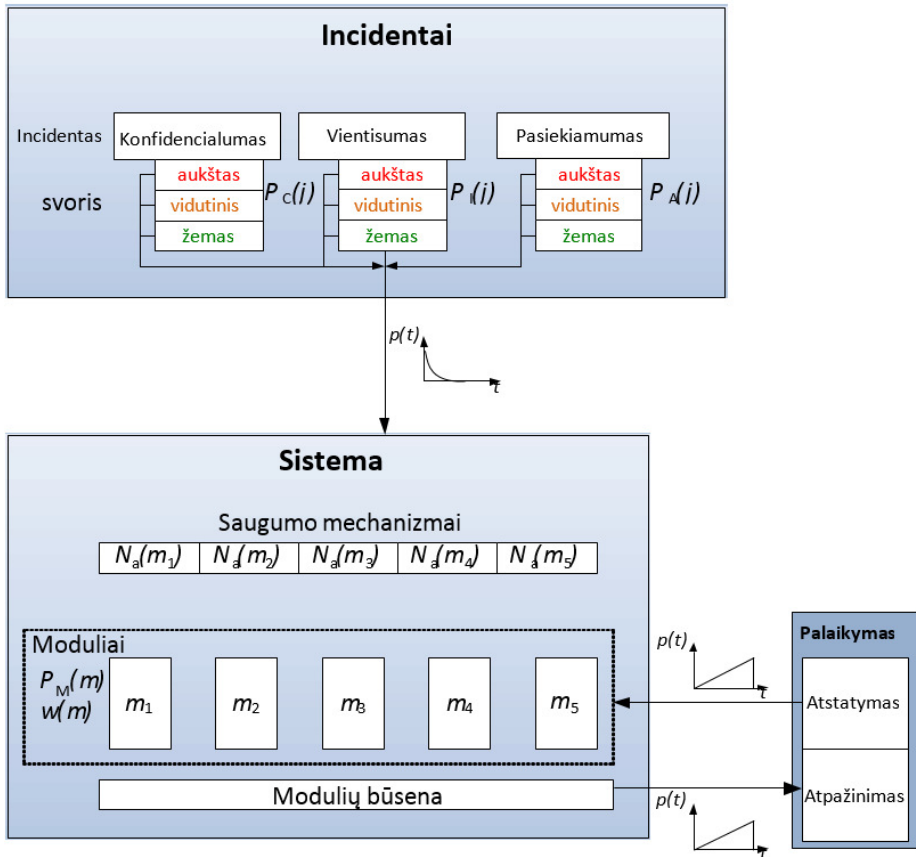 Incidentai
Incidentas
Konfidencialumas
Vientisumas
Pasiekiamumas
svoris
aukštas
vidutinis
žemas
P C(j)
aukštas
vidutinis
žemas
P I(j)
aukštas
vidutinis
žemas
P A(j)
p(t)
t
Sistema
Saugumo mechanizmai
Na(m1) Na(m2) Na(m3) Na(m4) Na(m5)
Moduliai
PM(m)
w(m)
m1 m2 m3 m4 m5
Modulių būsena
p(t)
t
p(t)
t
Palaikymas
Atstatymas
Atpažinimas